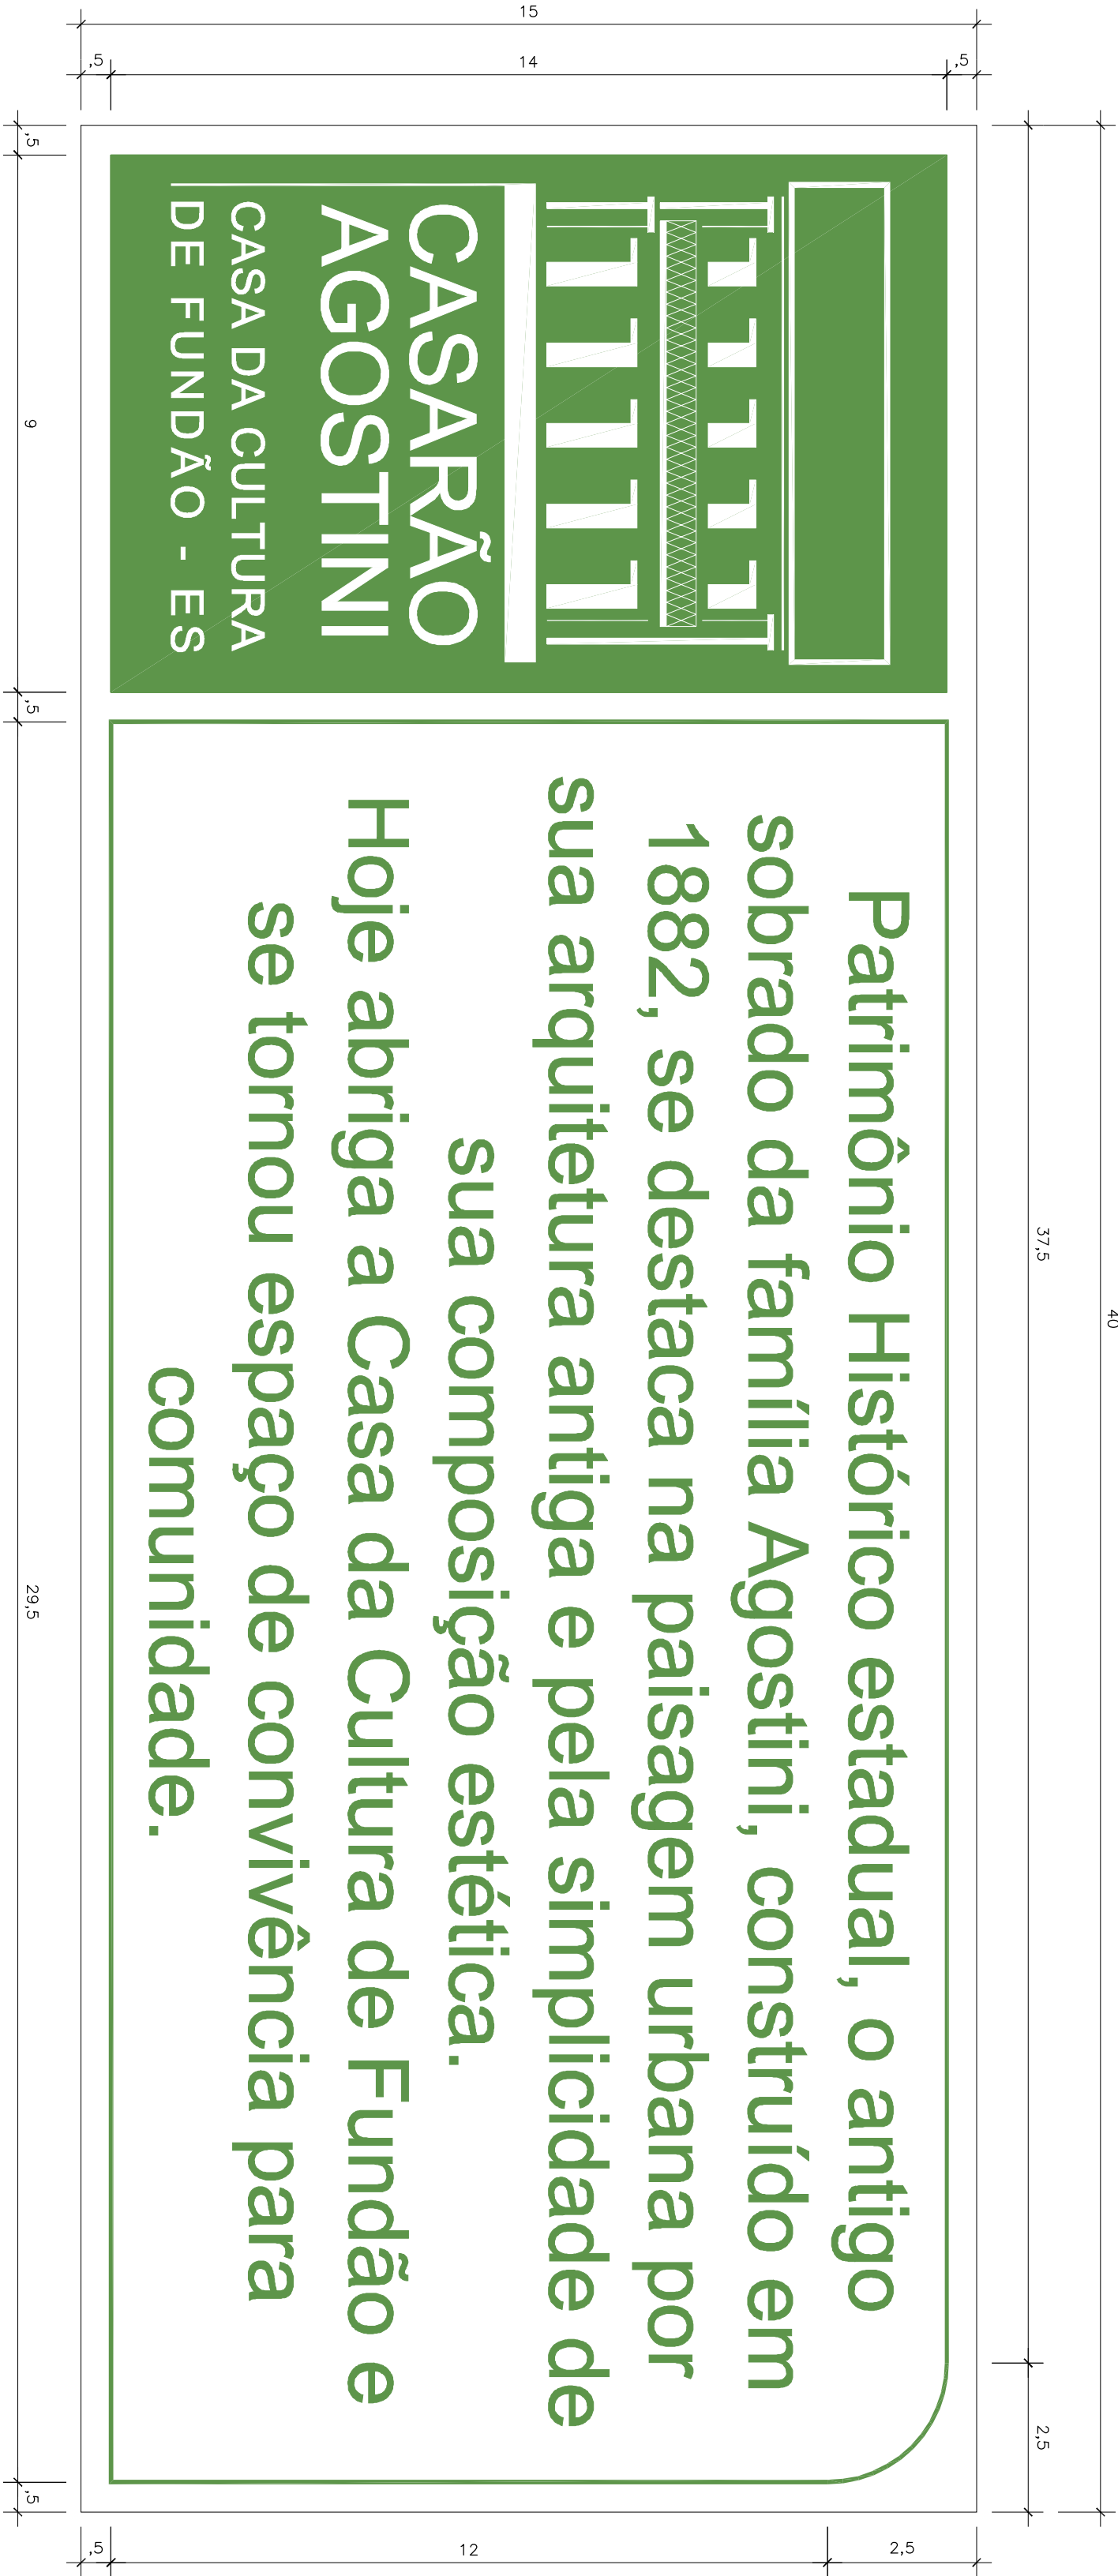 40
37,5
2,5
15
,5
14
,5
CASARÃO
AGOSTINI
CASA DA CULTURA
DE FUNDÃO - ES
Patrimônio Histórico estadual, o antigo
sobrado da família Agostini, construído em
1882, se destaca na paisagem urbana por
sua arquitetura antiga e pela simplicidade de
sua composição estética.
Hoje abriga a Casa da Cultura de Fundão e
se tornou espaço de convivência para
comunidade.
2,5
12
,5
,5
9
,5
29,5
,5